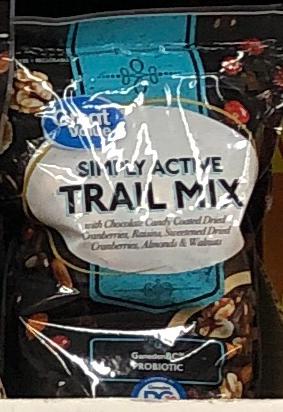 Great
Value
SIMPLY ACTIVE
TRAIL MIX
with Chocolate Candy Coated Dried
Cranberries, Raisins, Sweetened Dried
Cranberries, Almonds & Walnuts
GanedenBC30
PROBIOTIC